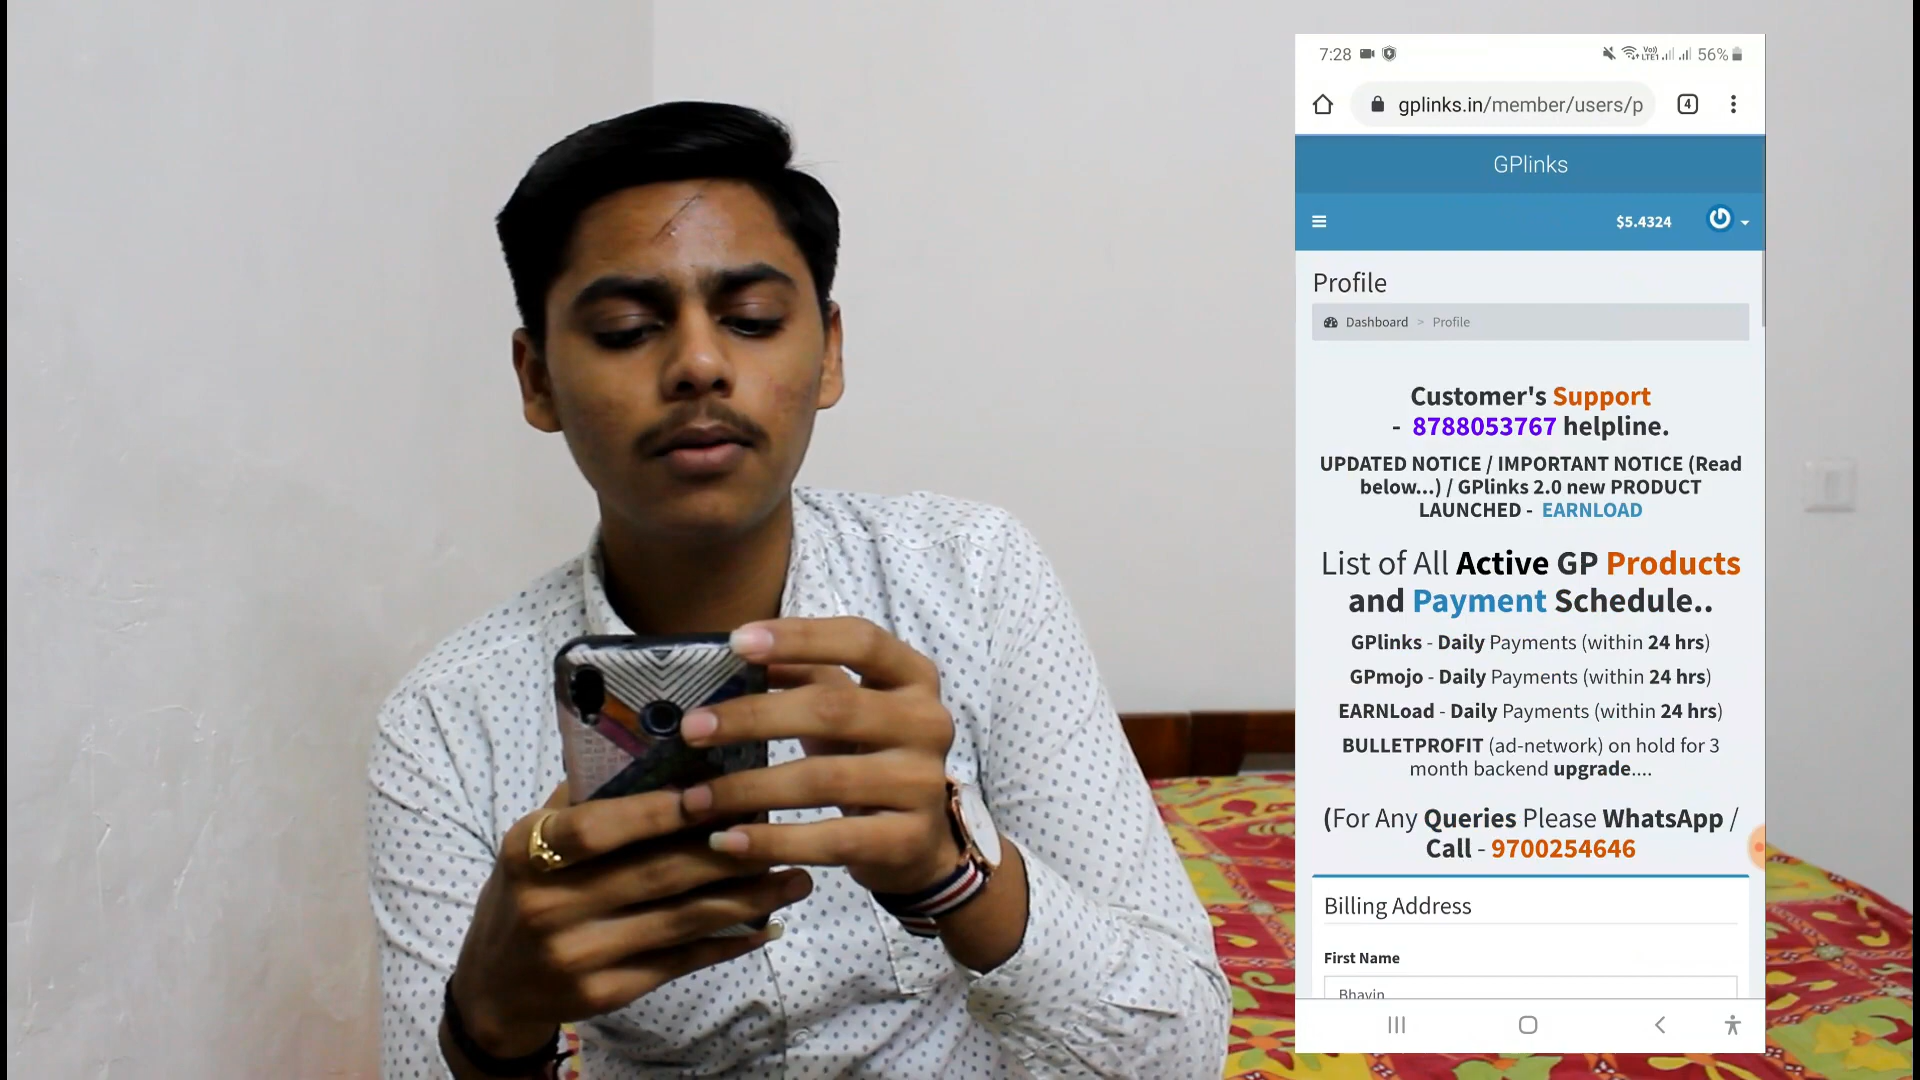 7:28
Vo)) LTE1 56%
gplinks.in/member/users/p
4
GPlinks
$5.4324
Profile
Dashboard > Profile
Customer's Support
- 8788053767 helpline.
UPDATED NOTICE / IMPORTANT NOTICE (Read
below...) / GPlinks 2.0 new PRODUCT
LAUNCHED - EARNLOAD
List of All Active GP Products
and Payment Schedule..
GPlinks - Daily Payments (within 24 hrs)
GPmojo - Daily Payments (within 24 hrs)
EARNLoad - Daily Payments (within 24 hrs)
BULLETPROFIT (ad-network) on hold for 3
month backend upgrade....
(For Any Queries Please WhatsApp /
Call - 9700254646
Billing Address
First Name
Bhavin